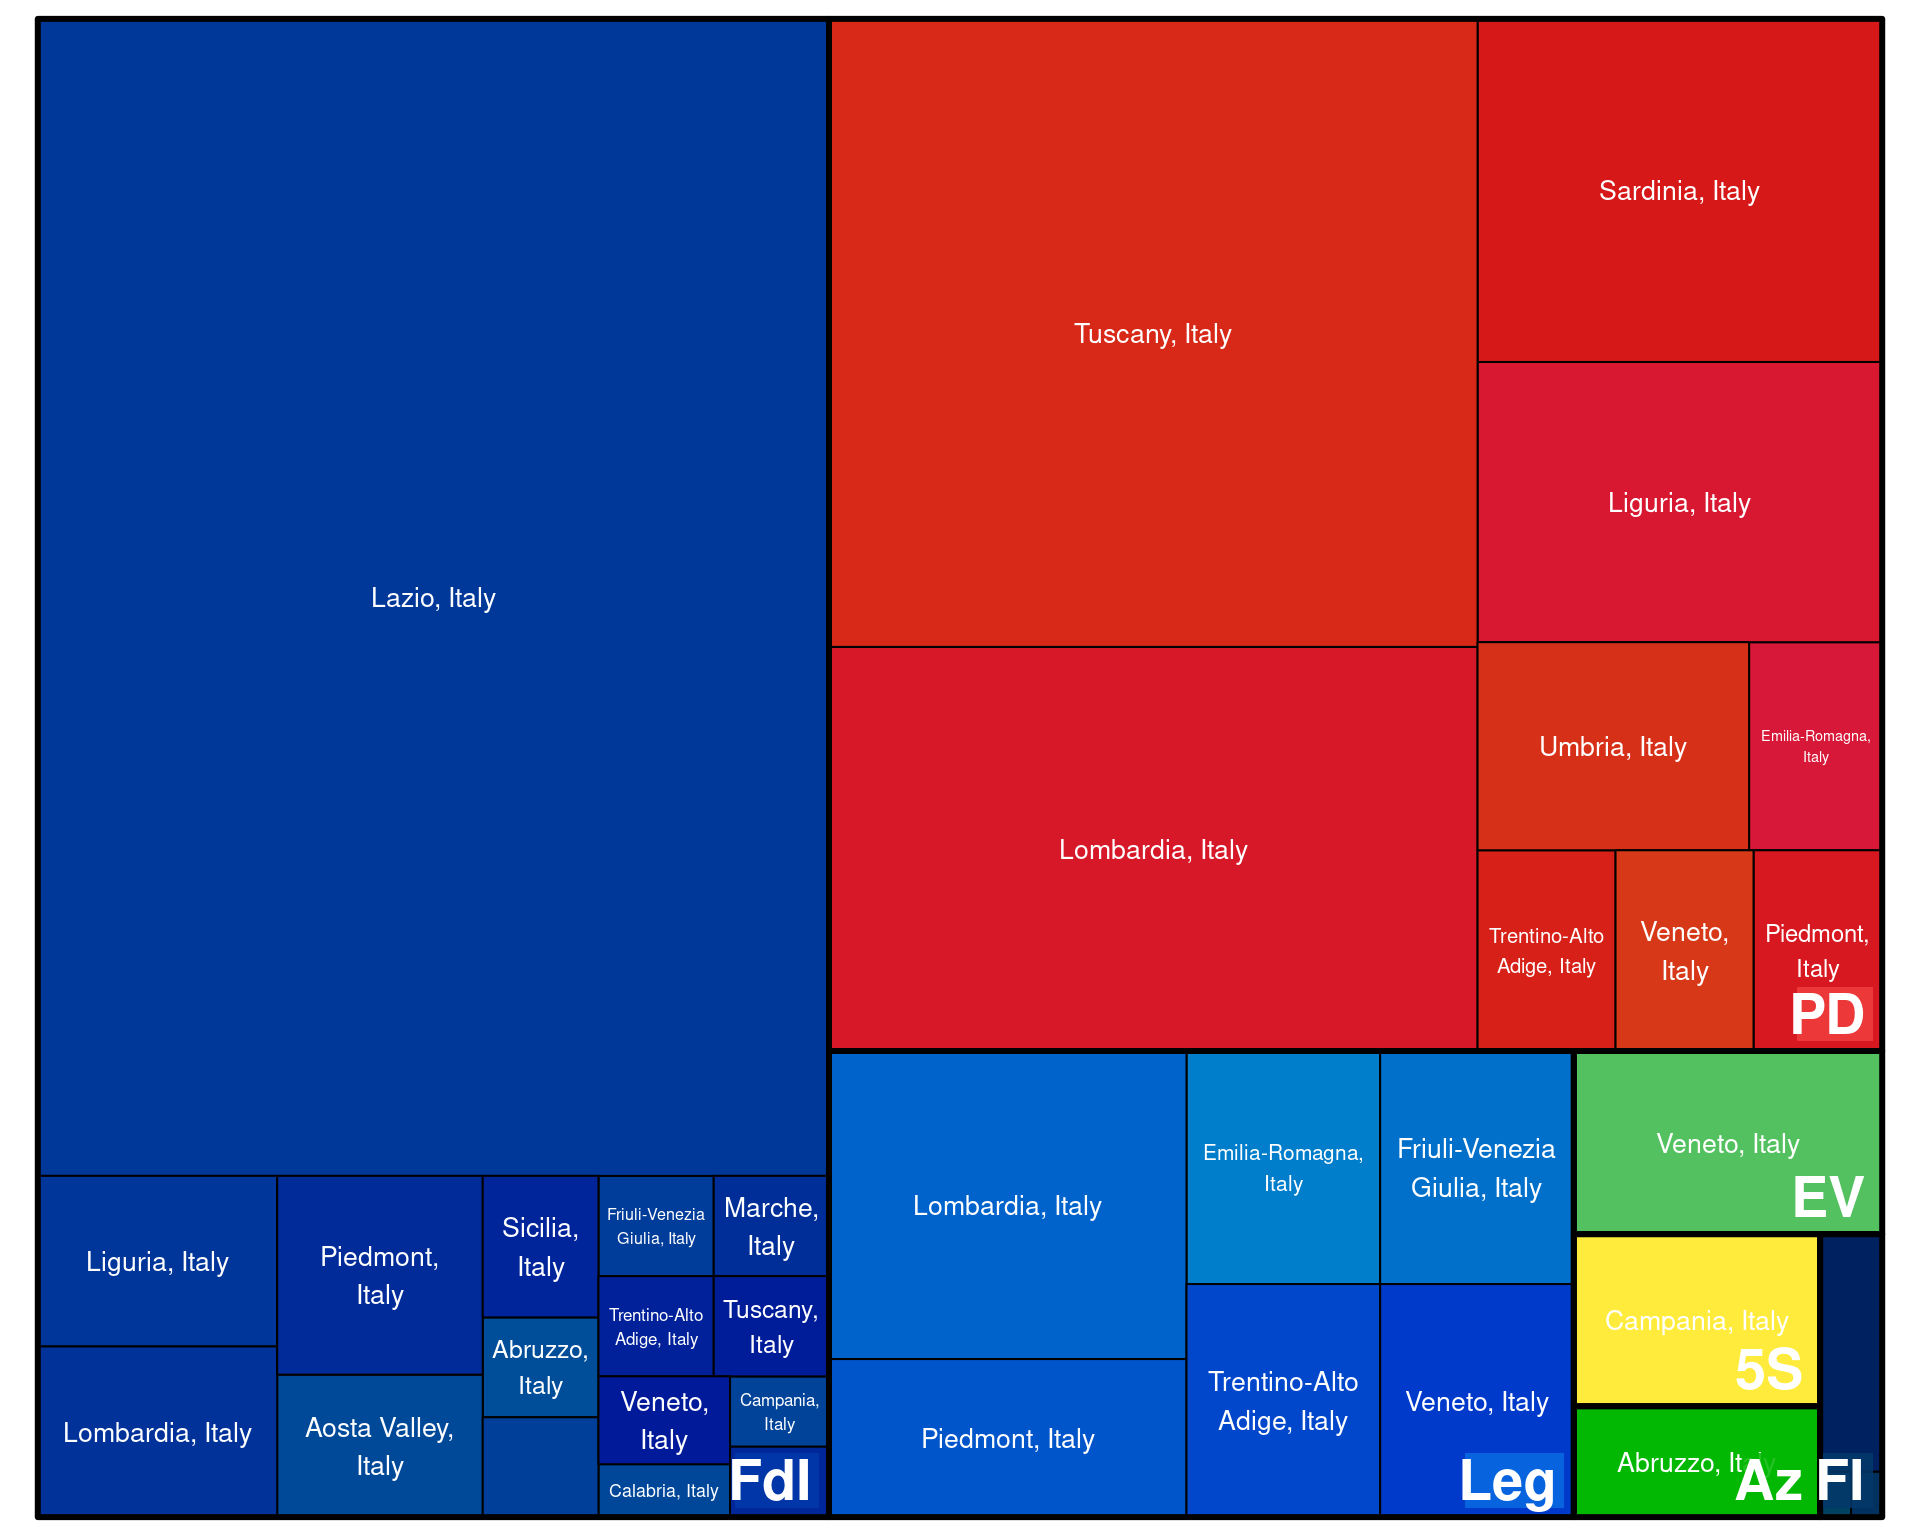 Lazio, Italy
Liguria, Italy
Lombardia, Italy
Piedmont,
Italy
Aosta Valley,
Italy
Sicilia,
Italy
Abruzzo,
Italy
Friuli-Venezia
Giulia, Italy
Marche,
Italy
Trentino-Alto
Adige, Italy
Tuscany,
Italy
Veneto,
Italy
Campania,
Italy
Calabria, Italy
FdI
Tuscany, Italy
Lombardia, Italy
Sardinia, Italy
Liguria, Italy
Umbria, Italy
Emilia-Romagna,
Italy
Trentino-Alto
Adige, Italy
Veneto,
Italy
Piedmont,
Italy
PD
Lombardia, Italy
Piedmont, Italy
Emilia-Romagna,
Italy
Friuli-Venezia
Giulia, Italy
Trentino-Alto
Adige, Italy
Veneto, Italy
Leg
Veneto, Italy
EV
Campania, Italy
5S
Abruzzo, Italy
Az
FI